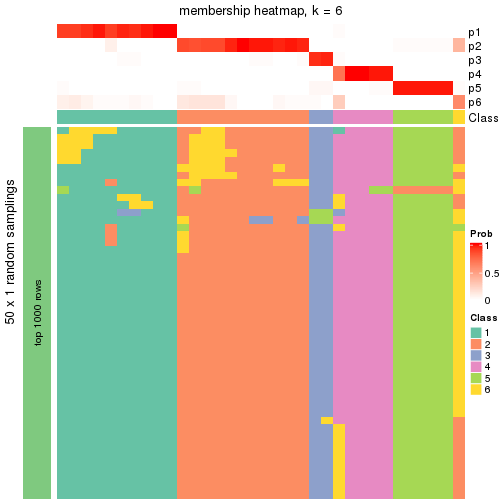 membership heatmap, k = 6
p1
p2
p3
p4
p5
p6
Class
50 x 1 random samplings
top 1000 rows
Prob
1
0.5
0
Class
1
2
3
4
5
6